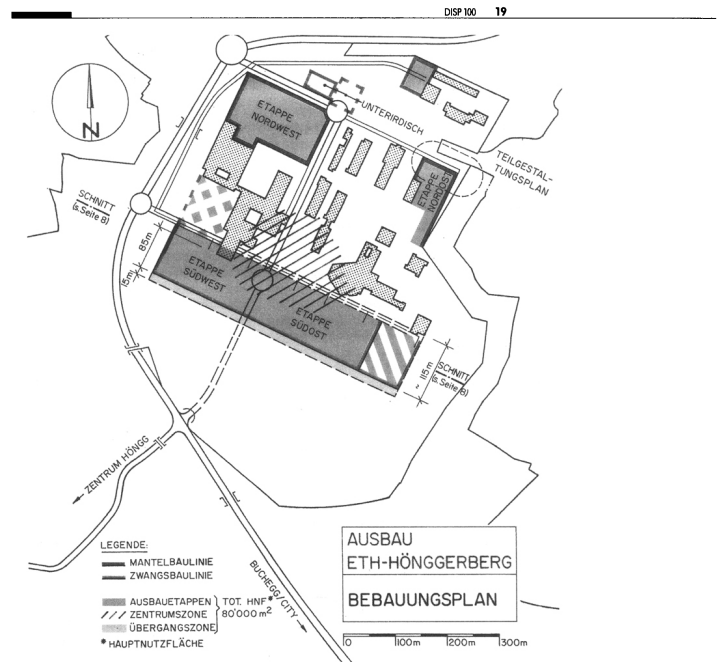 DISP 100 19
ETAPPE
NORDWEST
UNTERIRDISCH
ETAPPE
NORDOST
TEILGESTAL-
TUNGSPLAN
SCHNITT
(s. Seite 8)
85m
15m
ETAPPE
SÜDWEST
ETAPPE
SÜDOST
~ 115m
SCHNITT
(s. Seite 8)
N
ZENTRUM HÖNGG
BUCHEGG/CITY
LEGENDE:
MANTELBAULINIE
ZWANGSBAULINIE
AUSBAUETAPPEN
ZENTRUMSZONE
ÜBERGANGSZONE
TOT. HNF*
80'000 m²
* HAUPTNUTZFLÄCHE
AUSBAU
ETH-HÖNGGERBERG
BEBAUUNGSPLAN
0 100m 200m 300m